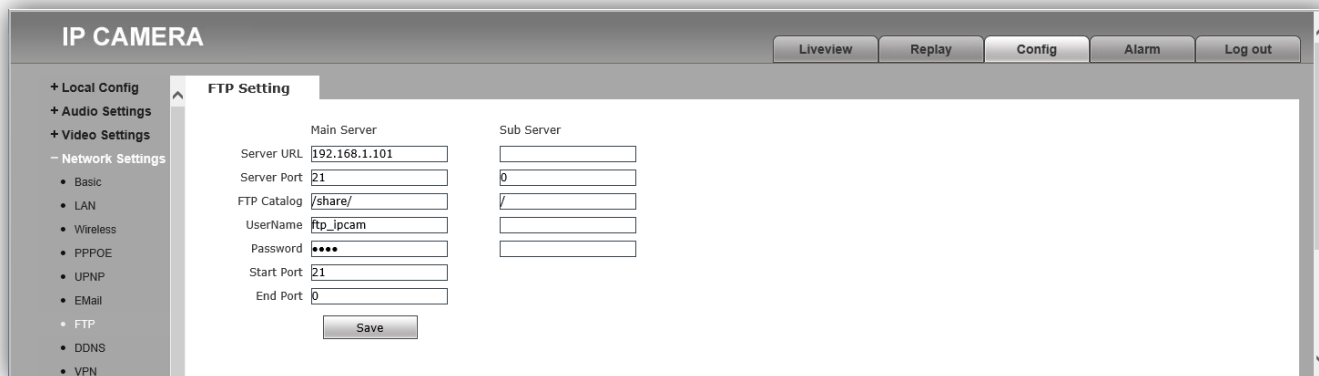 IP CAMERA
Liveview Replay Config Alarm Log out
+ Local Config
+ Audio Settings
+ Video Settings
− Network Settings
• Basic
• LAN
• Wireless
• PPPOE
• UPNP
• EMail
• FTP
• DDNS
• VPN
FTP Setting
Main Server Sub Server
Server URL 192.168.1.101
Server Port 21 0
FTP Catalog /share/ /
UserName ftp_ipcam
Password ••••
Start Port 21
End Port 0
Save